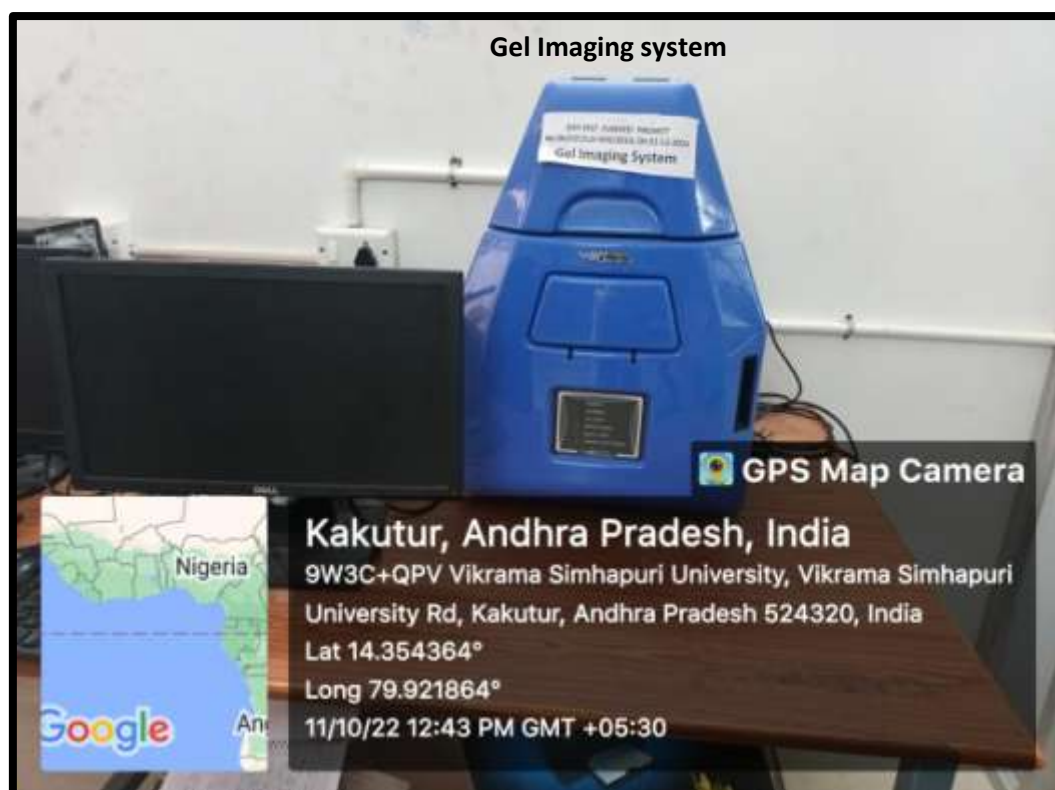 Gel Imaging system
Gel Imaging System
GPS Map Camera
Kakutur, Andhra Pradesh, India
9W3C+QPV Vikrama Simhapuri University, Vikrama Simhapuri
University Rd, Kakutur, Andhra Pradesh 524320, India
Lat 14.354364°
Long 79.921864°
11/10/22 12:43 PM GMT +05:30
Nigeria
Google
An
DELL